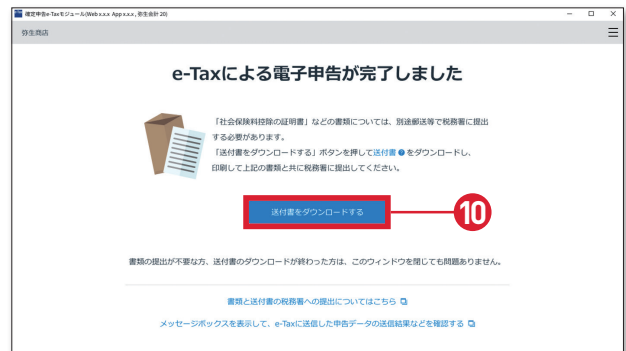 確定申告e-Taxモジュール(Web x.x.x App x.x.x , 弥生会計 20)
弥生商店
e-Taxによる電子申告が完了しました
「社会保険料控除の証明書」などの書類については、別途郵送等で税務署に提出
する必要があります。
「送付書をダウンロードする」ボタンを押して送付書?をダウンロードし、
印刷して上記の書類と共に税務署に提出してください。
送付書をダウンロードする
10
書類の提出が不要な方、送付書のダウンロードが終わった方は、このウィンドウを閉じても問題ありません。
書類と送付書の税務署への提出についてはこちら
メッセージボックスを表示して、e-Taxに送信した申告データの送信結果などを確認する